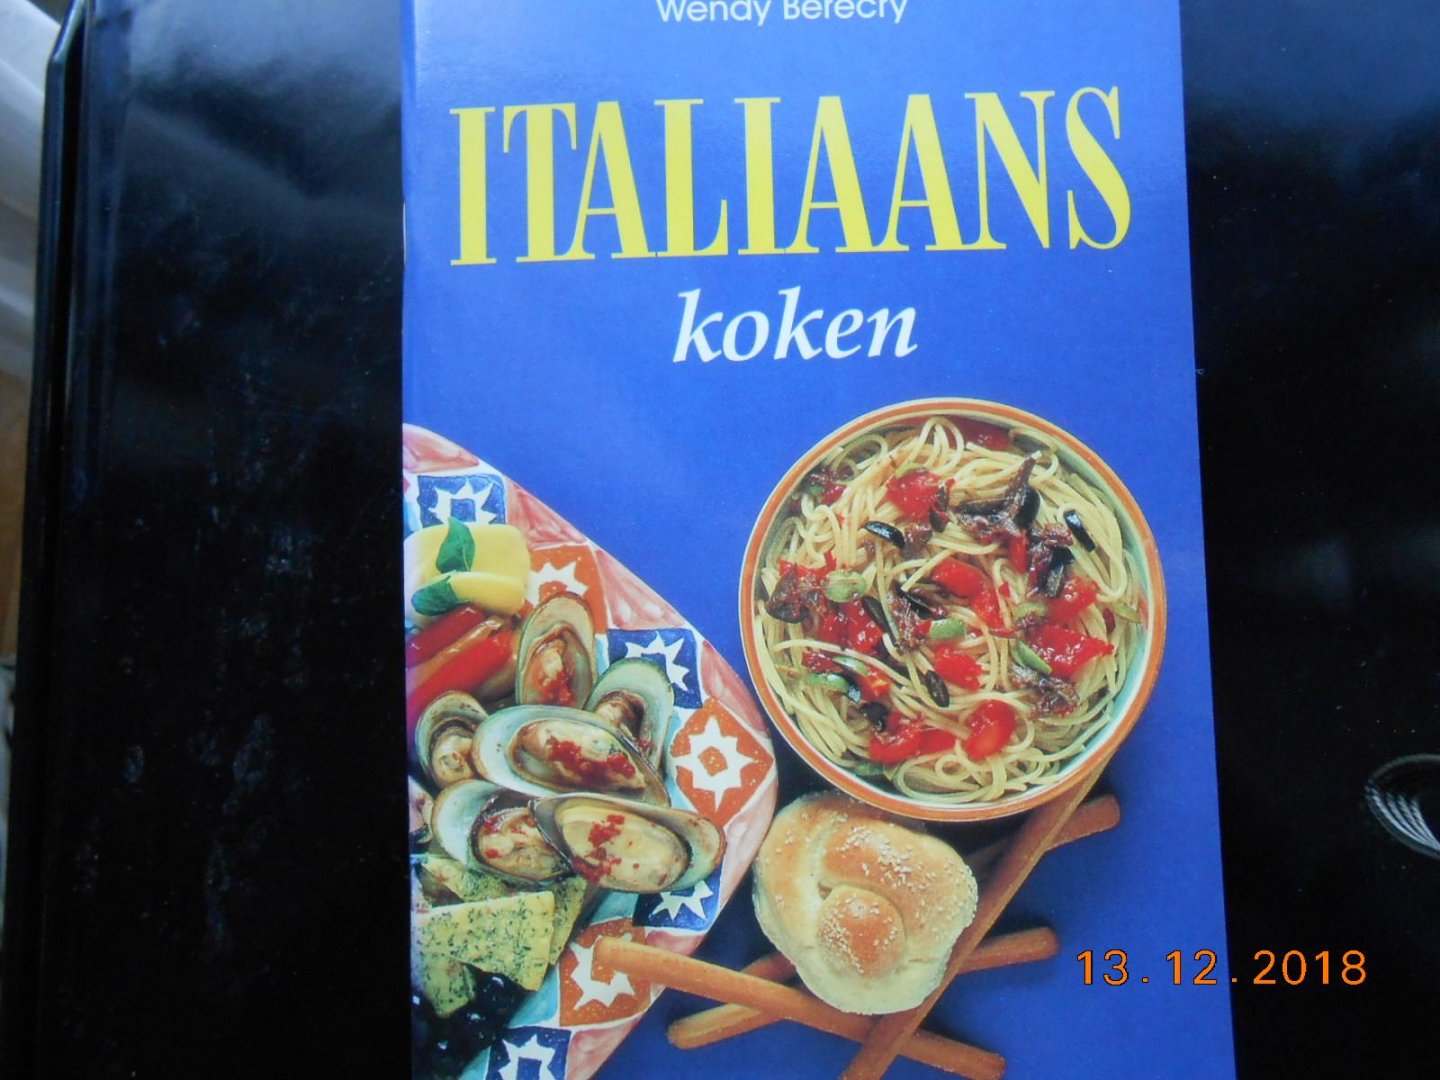 Wendy Berecry
ITALIAANS
koken
13.12.2018